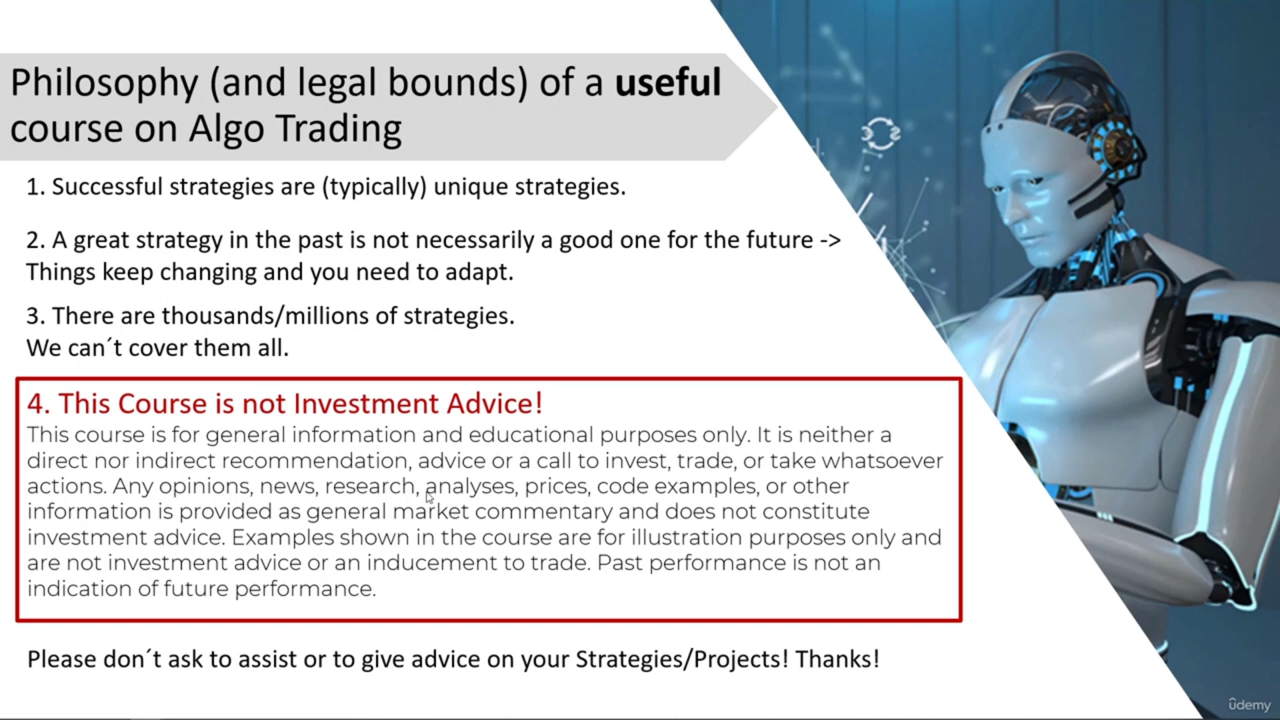 Philosophy (and legal bounds) of a useful
course on Algo Trading
1. Successful strategies are (typically) unique strategies.
2. A great strategy in the past is not necessarily a good one for the future ->
Things keep changing and you need to adapt.
3. There are thousands/millions of strategies.
We can´t cover them all.
4. This Course is not Investment Advice!
This course is for general information and educational purposes only. It is neither a
direct nor indirect recommendation, advice or a call to invest, trade, or take whatsoever
actions. Any opinions, news, research, analyses, prices, code examples, or other
information is provided as general market commentary and does not constitute
investment advice. Examples shown in the course are for illustration purposes only and
are not investment advice or an inducement to trade. Past performance is not an
indication of future performance.
Please don´t ask to assist or to give advice on your Strategies/Projects! Thanks!
ûdemy